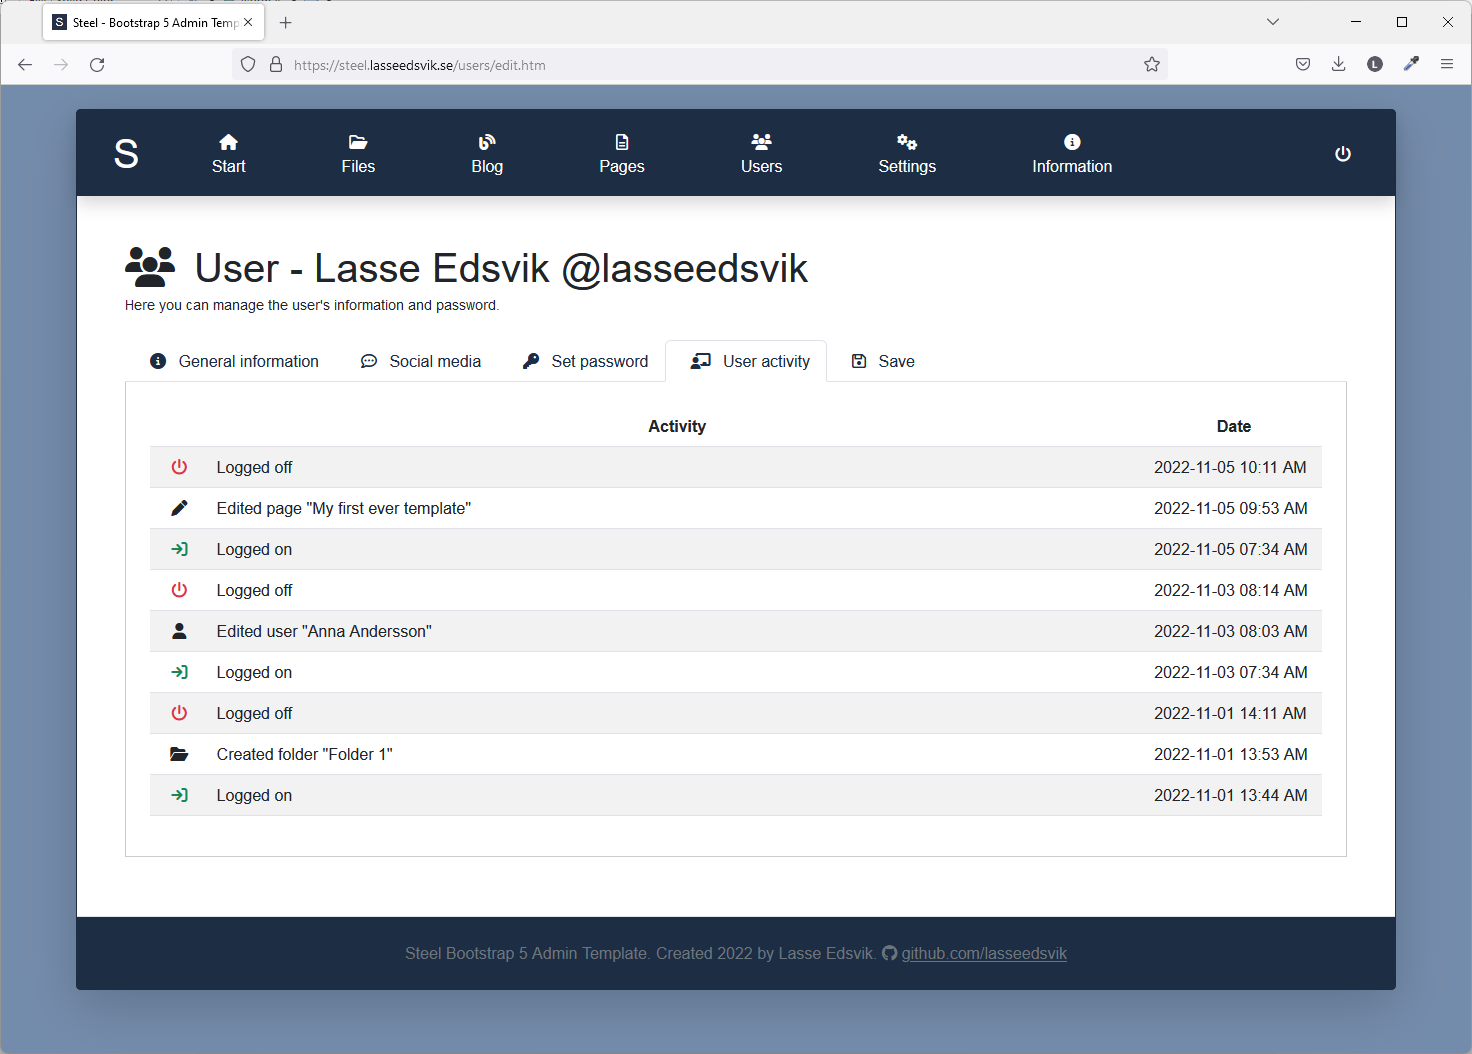 S Steel - Bootstrap 5 Admin Temp
https://steel.lasseedsvik.se/users/edit.htm
L
S
Start Files Blog Pages Users Settings Information
User - Lasse Edsvik @lasseedsvik
Here you can manage the user's information and password.
General information Social media Set password User activity Save
Activity Date
Logged off 2022-11-05 10:11 AM
Edited page "My first ever template" 2022-11-05 09:53 AM
Logged on 2022-11-05 07:34 AM
Logged off 2022-11-03 08:14 AM
Edited user "Anna Andersson" 2022-11-03 08:03 AM
Logged on 2022-11-03 07:34 AM
Logged off 2022-11-01 14:11 AM
Created folder "Folder 1" 2022-11-01 13:53 AM
Logged on 2022-11-01 13:44 AM
Steel Bootstrap 5 Admin Template. Created 2022 by Lasse Edsvik. github.com/lasseedsvik